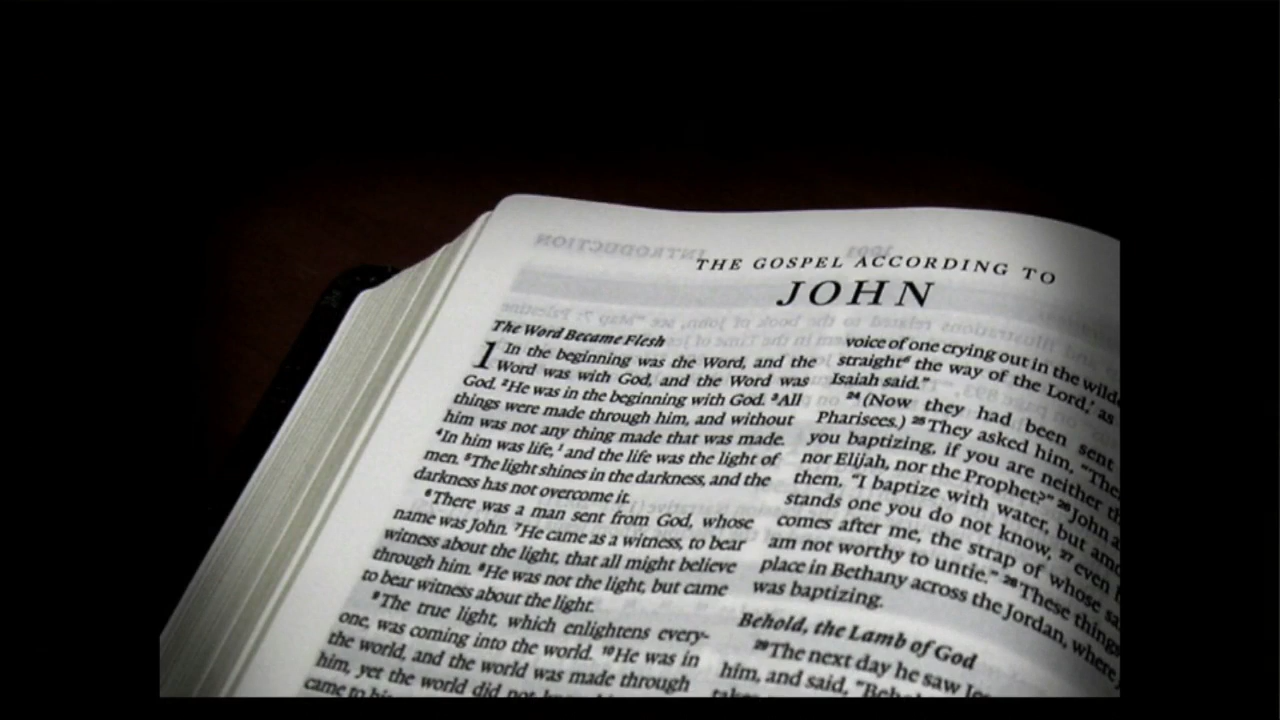 THE GOSPEL ACCORDING TO
JOHN
The Word Became Flesh
1 In the beginning was the Word, and the
Word was with God, and the Word was
God. 2He was in the beginning with God. 3All
things were made through him, and without
him was not any thing made that was made.
4In him was life,1 and the life was the light of
men. 5The light shines in the darkness, and the
darkness has not overcome it.
6There was a man sent from God, whose
name was John. 7He came as a witness, to bear
witness about the light, that all might believe
through him. 8He was not the light, but came
to bear witness about the light.
9The true light, which enlightens every-
one, was coming into the world. 10He was in
the world, and the world was made through
him, yet the world did not
came to
voice of one crying out in the
straight6 the way of the Lord,' as
Isaiah said."
24(Now they had been sent
Pharisees.) 25They asked him,
you baptizing, if you are neither
nor Elijah, nor the Prophet?" 26John
them, "I baptize with water, but
stands one you do not know, 27even
comes after me, the strap of whose
am not worthy to untie." 28These things
place in Bethany across the Jordan, where
was baptizing.
Behold, the Lamb of God
29The next day he saw
him, and said,